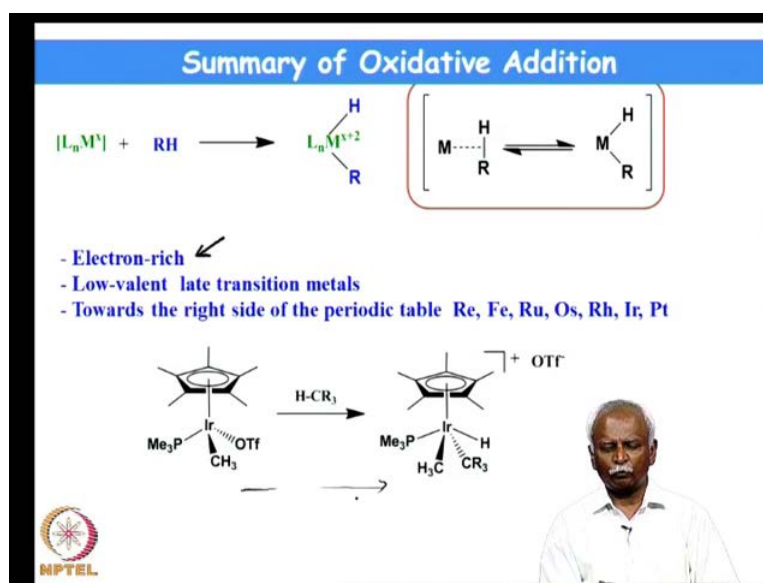 Summary of Oxidative Addition
|LₙMˣ| + RH
H
LₙMˣ⁺²
R
M
H
R
H
M
R
- Electron-rich
- Low-valent late transition metals
- Towards the right side of the periodic table Re, Fe, Ru, Os, Rh, Ir, Pt
H-CR₃
+ OTf⁻
Ir
Me₃P
OTf
CH₃
Ir
Me₃P
H
H₃C
CR₃
NPTEL